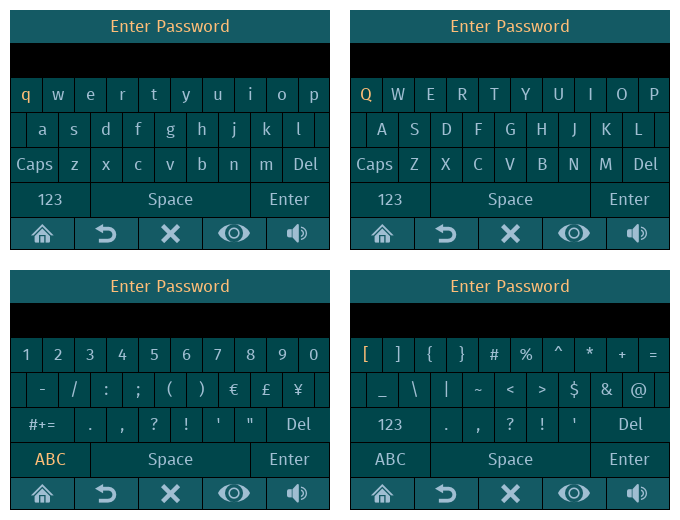 Enter Password
q w e r t y u i o p
a s d f g h j k l
Caps z x c v b n m Del
123 Space Enter
Enter Password
Q W E R T Y U I O P
A S D F G H J K L
Caps Z X C V B N M Del
123 Space Enter
Enter Password
1 2 3 4 5 6 7 8 9 0
- / : ; ( ) € £ ¥
#+= . , ? ! ' " Del
ABC Space Enter
Enter Password
[ ] { } # % ^ * + =
_ \ | ~ < > $ & @
123 . , ? ! ' Del
ABC Space Enter